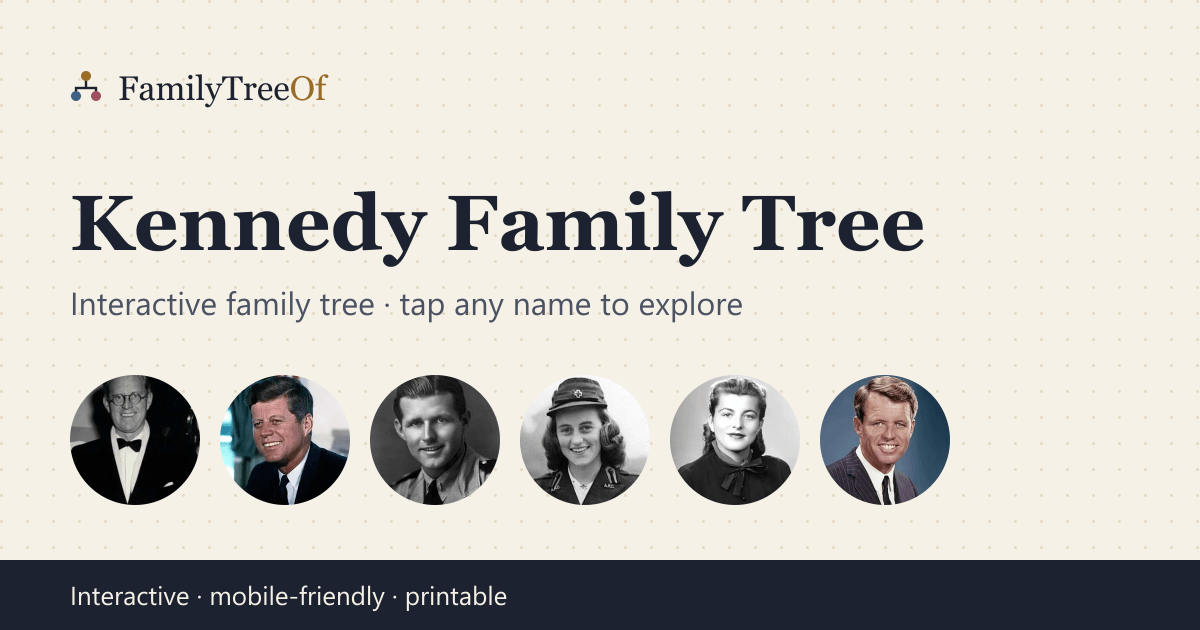 FamilyTreeOf
Kennedy Family Tree
Interactive family tree · tap any name to explore
Interactive · mobile-friendly · printable